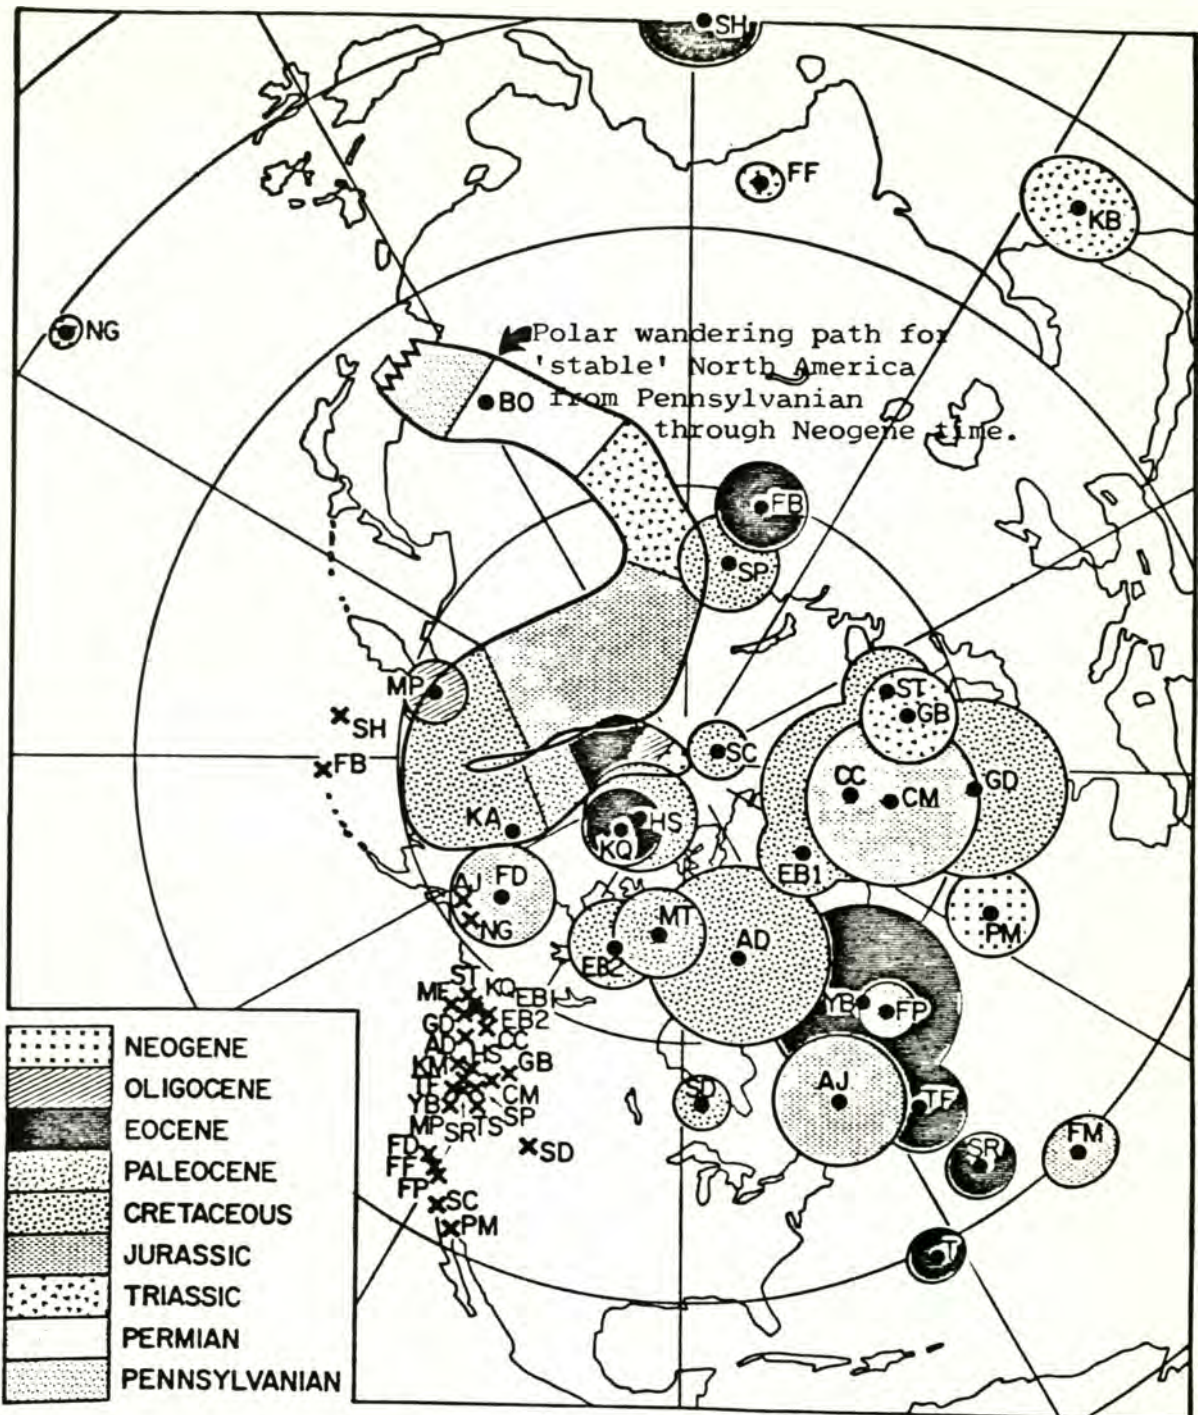 SH
FF
KB
NG
Polar wandering path for
'stable' North America
from Pennsylvanian
through Neogene time.
BO
FB
SP
MP
SH
FB
ST
GB
SC
CC
CM
GD
KA
HS
KQ
EB1
FD
AJ
NG
MT
EB2
AD
PM
YB
FP
ST
KQ
ME
EB1
EB2
GD
CC
AD
HS
GB
KM
TF
CM
YB
SP
MP
SR
TS
SD
FD
FF
FP
SC
PM
SD
AJ
TF
SR
FM
T
NEOGENE
OLIGOCENE
EOCENE
PALEOCENE
CRETACEOUS
JURASSIC
TRIASSIC
PERMIAN
PENNSYLVANIAN